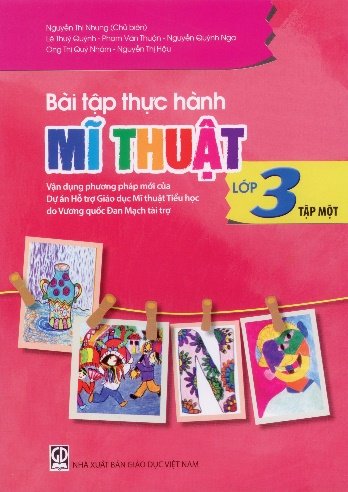 Nguyễn Thị Nhung (Chủ biên)
Lê Thuý Quỳnh - Phạm Văn Thuận - Nguyễn Quỳnh Nga
Ong Thị Quý Nhâm - Nguyễn Thị Hậu
Bài tập thực hành
MĨ THUẬT
Vận dụng phương pháp mới của
Dự án Hỗ trợ Giáo dục Mĩ thuật Tiểu học
do Vương quốc Đan Mạch tài trợ
LỚP 3
TẬP MỘT
N
GD
NHÀ XUẤT BẢN GIÁO DỤC VIỆT NAM